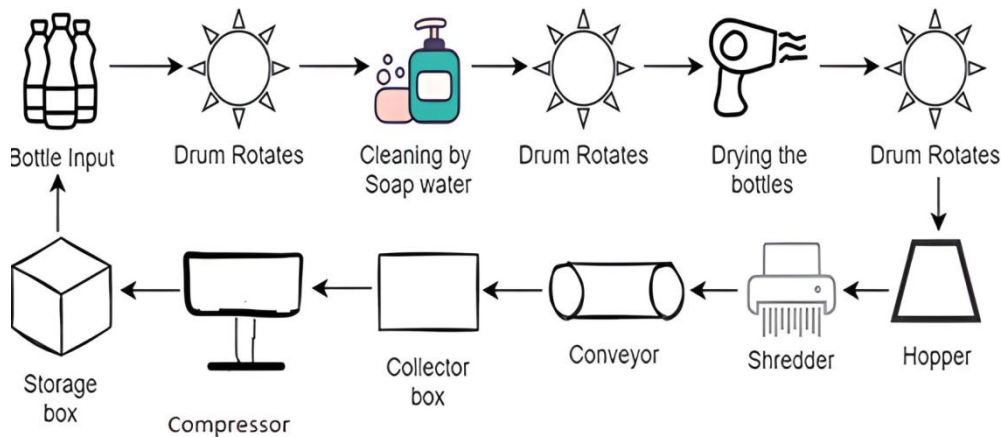 Bottle Input
Drum Rotates
Cleaning by
Soap water
Drum Rotates
Drying the
bottles
Drum Rotates
Storage
box
Compressor
Collector
box
Conveyor
Shredder
Hopper